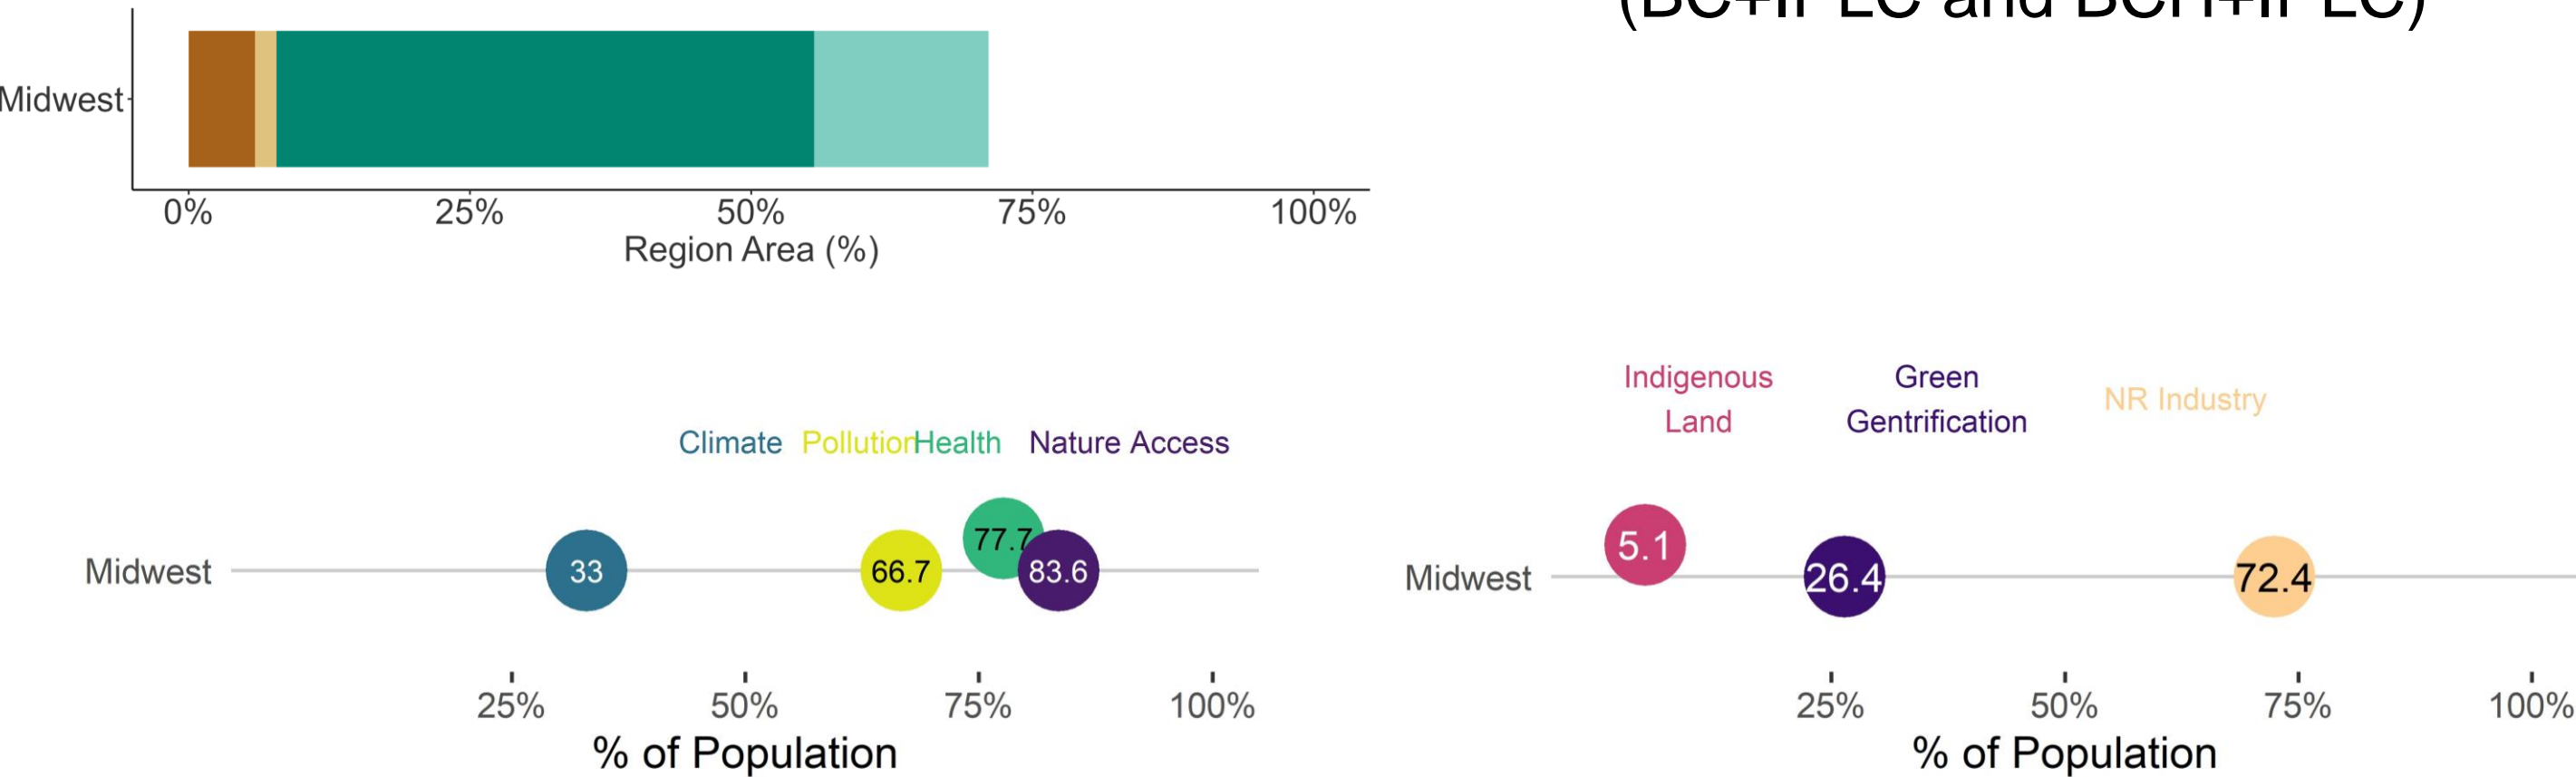 Midwest
0% 25% 50% 75% 100%
Region Area (%)
Climate Pollution Health Nature Access
33 66.7 77.7 83.6
Midwest
25% 50% 75% 100%
% of Population
Indigenous Land
Green Gentrification
NR Industry
5.1 26.4 72.4
Midwest
25% 50% 75% 100%
% of Population